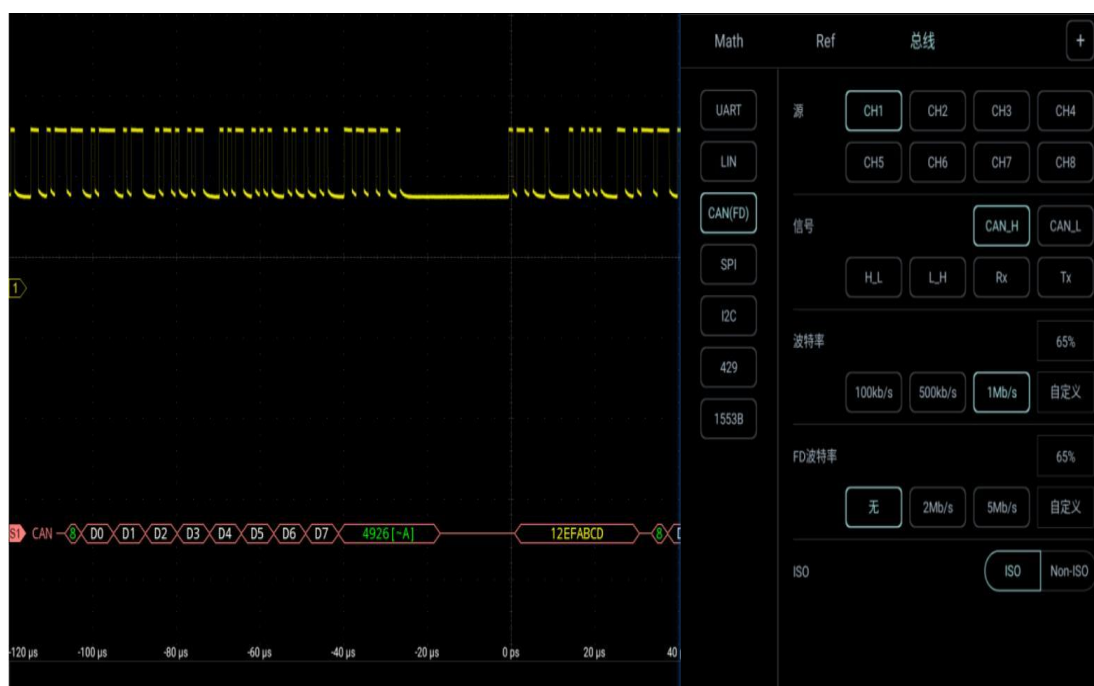 Math Ref 总线 +
UART
LIN
CAN(FD)
SPI
I2C
429
1553B
源 CH1 CH2 CH3 CH4
CH5 CH6 CH7 CH8
信号 CAN_H CAN_L
H_L L_H Rx Tx
波特率 65%
100kb/s 500kb/s 1Mb/s 自定义
FD波特率 65%
无 2Mb/s 5Mb/s 自定义
ISO ISO Non-ISO
1
S1 CAN 8 D0 D1 D2 D3 D4 D5 D6 D7 4926[~A] 12EFABCD 8
-120 μs -100 μs -80 μs -60 μs -40 μs -20 μs 0 ps 20 μs 40